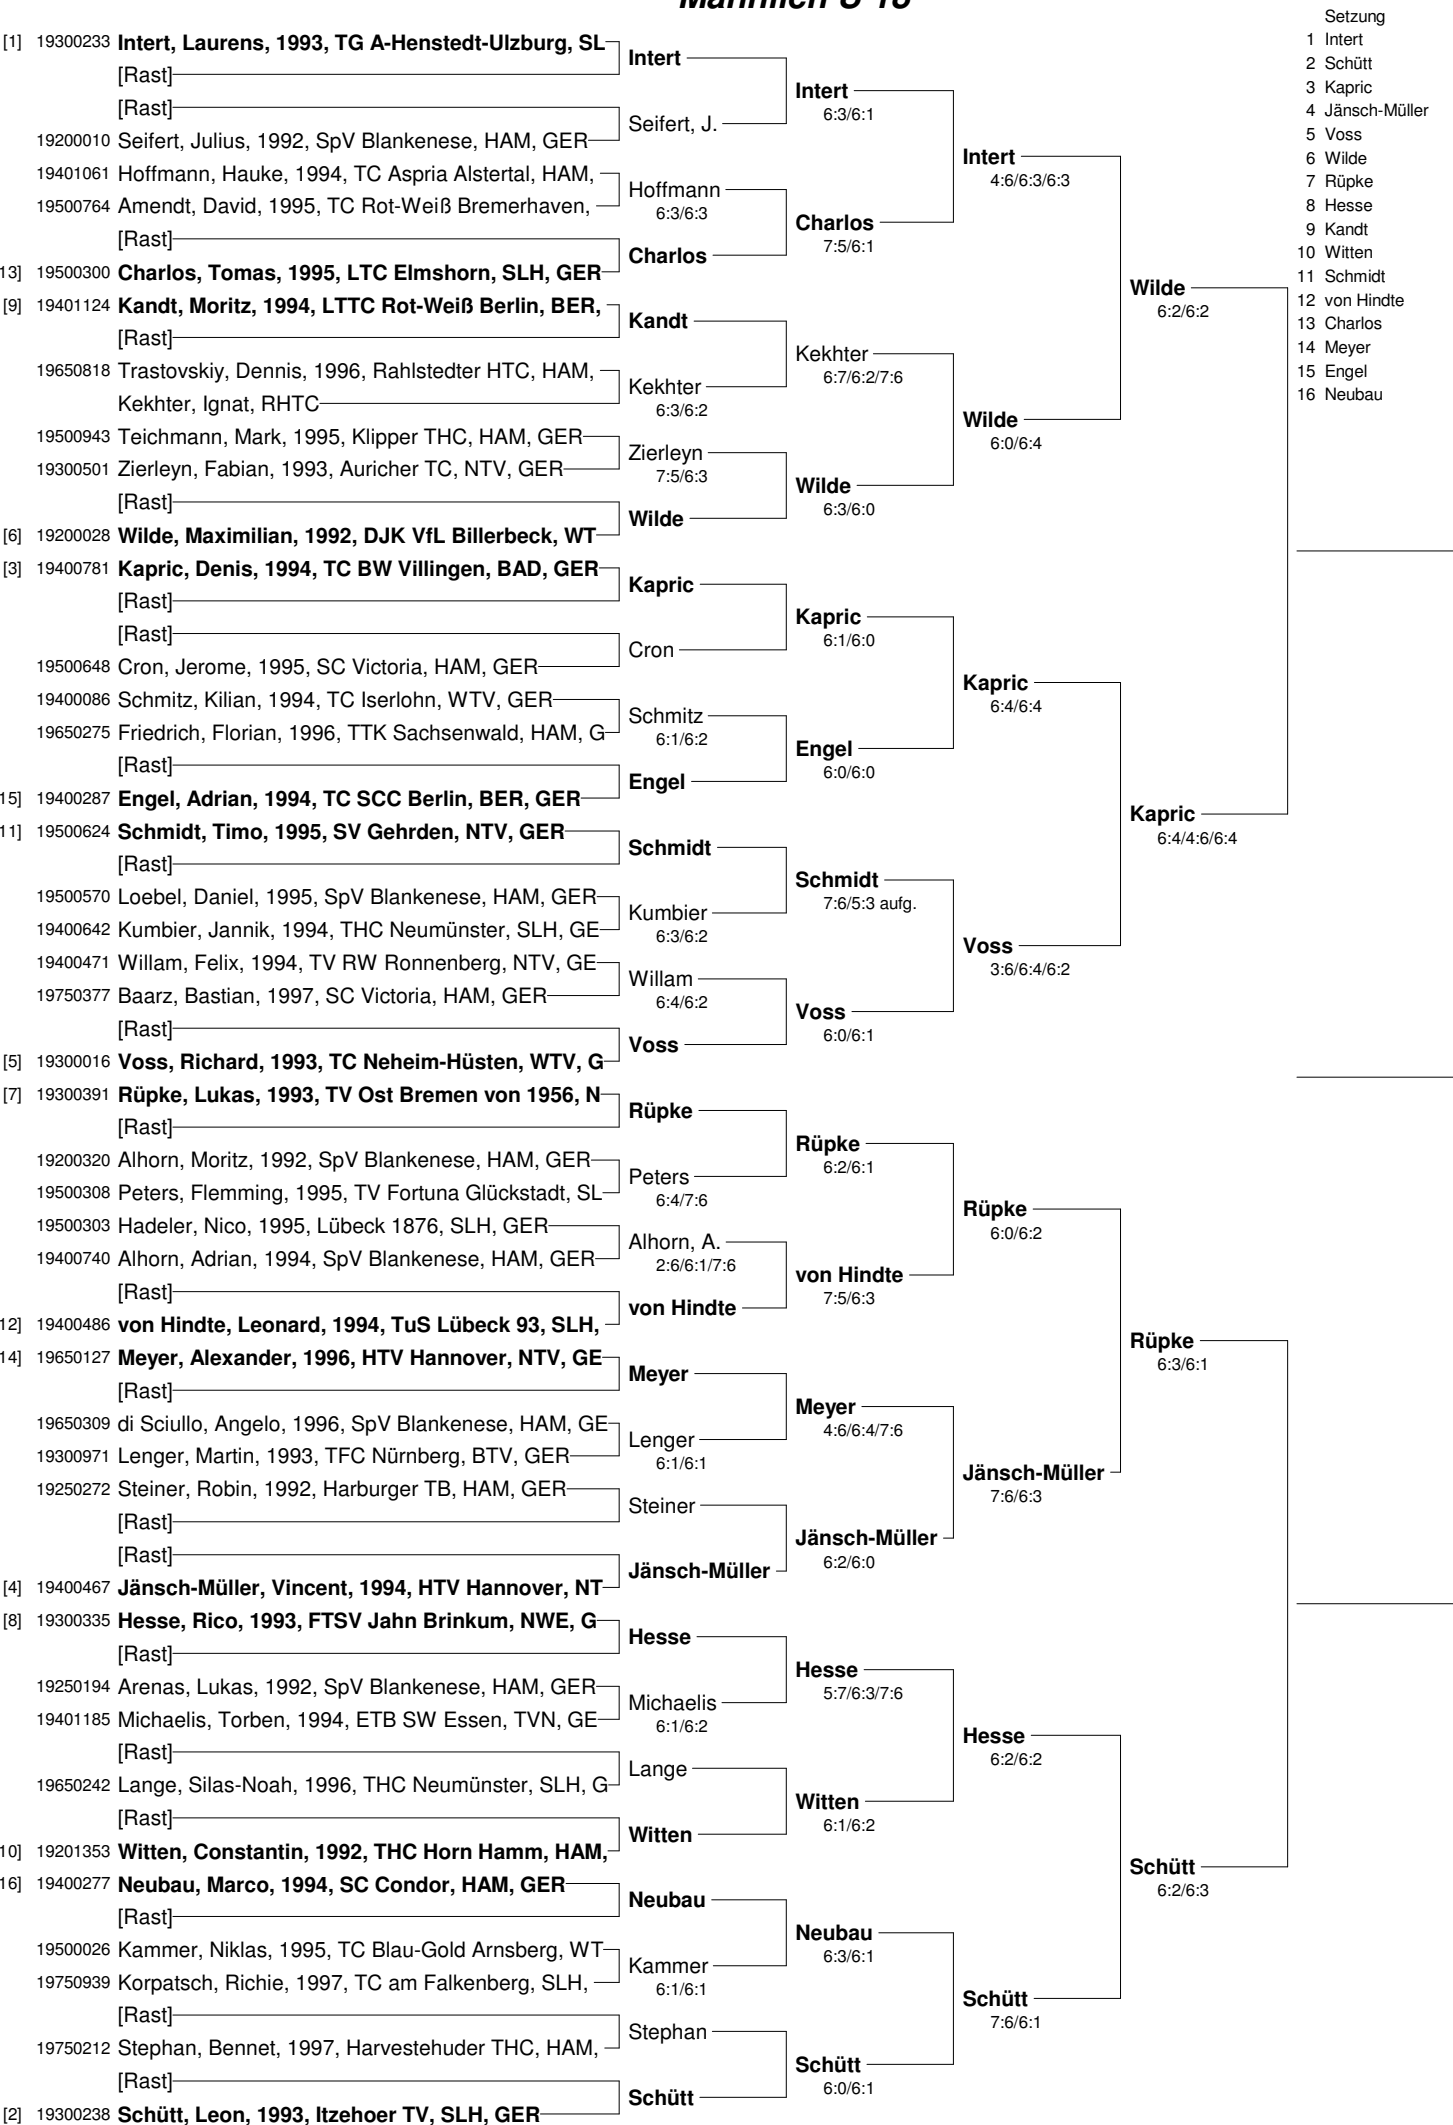 Männlich U 18
Setzung
1 Intert
2 Schütt
3 Kapric
4 Jänsch-Müller
5 Voss
6 Wilde
7 Rüpke
8 Hesse
9 Kandt
10 Witten
11 Schmidt
12 von Hindte
13 Charlos
14 Meyer
15 Engel
16 Neubau
[1] 19300233 Intert, Laurens, 1993, TG A-Henstedt-Ulzburg, SL
[Rast]
[Rast]
19200010 Seifert, Julius, 1992, SpV Blankenese, HAM, GER
19401061 Hoffmann, Hauke, 1994, TC Aspria Alstertal, HAM,
19500764 Amendt, David, 1995, TC Rot-Weiß Bremerhaven,
[Rast]
13] 19500300 Charlos, Tomas, 1995, LTC Elmshorn, SLH, GER
[9] 19401124 Kandt, Moritz, 1994, LTTC Rot-Weiß Berlin, BER,
[Rast]
19650818 Trastovskiy, Dennis, 1996, Rahlstedter HTC, HAM,
Kekhter, Ignat, RHTC
19500943 Teichmann, Mark, 1995, Klipper THC, HAM, GER
19300501 Zierleyn, Fabian, 1993, Auricher TC, NTV, GER
[Rast]
[6] 19200028 Wilde, Maximilian, 1992, DJK VfL Billerbeck, WT
[3] 19400781 Kapric, Denis, 1994, TC BW Villingen, BAD, GER
[Rast]
[Rast]
19500648 Cron, Jerome, 1995, SC Victoria, HAM, GER
19400086 Schmitz, Kilian, 1994, TC Iserlohn, WTV, GER
19650275 Friedrich, Florian, 1996, TTK Sachsenwald, HAM, G
[Rast]
15] 19400287 Engel, Adrian, 1994, TC SCC Berlin, BER, GER
11] 19500624 Schmidt, Timo, 1995, SV Gehrden, NTV, GER
[Rast]
19500570 Loebel, Daniel, 1995, SpV Blankenese, HAM, GER
19400642 Kumbier, Jannik, 1994, THC Neumünster, SLH, GE
19400471 Willam, Felix, 1994, TV RW Ronnenberg, NTV, GE
19750377 Baarz, Bastian, 1997, SC Victoria, HAM, GER
[Rast]
[5] 19300016 Voss, Richard, 1993, TC Neheim-Hüsten, WTV, G
[7] 19300391 Rüpke, Lukas, 1993, TV Ost Bremen von 1956, N
[Rast]
19200320 Alhorn, Moritz, 1992, SpV Blankenese, HAM, GER
19500308 Peters, Flemming, 1995, TV Fortuna Glückstadt, SL
19500303 Hadeler, Nico, 1995, Lübeck 1876, SLH, GER
19400740 Alhorn, Adrian, 1994, SpV Blankenese, HAM, GER
[Rast]
12] 19400486 von Hindte, Leonard, 1994, TuS Lübeck 93, SLH,
14] 19650127 Meyer, Alexander, 1996, HTV Hannover, NTV, GE
[Rast]
19650309 di Sciullo, Angelo, 1996, SpV Blankenese, HAM, GE
19300971 Lenger, Martin, 1993, TFC Nürnberg, BTV, GER
19250272 Steiner, Robin, 1992, Harburger TB, HAM, GER
[Rast]
[Rast]
[4] 19400467 Jänsch-Müller, Vincent, 1994, HTV Hannover, NT
[8] 19300335 Hesse, Rico, 1993, FTSV Jahn Brinkum, NWE, G
[Rast]
19250194 Arenas, Lukas, 1992, SpV Blankenese, HAM, GER
19401185 Michaelis, Torben, 1994, ETB SW Essen, TVN, GE
[Rast]
19650242 Lange, Silas-Noah, 1996, THC Neumünster, SLH, G
[Rast]
10] 19201353 Witten, Constantin, 1992, THC Horn Hamm, HAM,
16] 19400277 Neubau, Marco, 1994, SC Condor, HAM, GER
[Rast]
19500026 Kammer, Niklas, 1995, TC Blau-Gold Arnsberg, WT
19750939 Korpatsch, Richie, 1997, TC am Falkenberg, SLH,
[Rast]
19750212 Stephan, Bennet, 1997, Harvestehuder THC, HAM,
[Rast]
[2] 19300238 Schütt, Leon, 1993, Itzehoer TV, SLH, GER
Intert
Seifert, J.
Hoffmann
6:3/6:3
Charlos
Kandt
Kekhter
6:3/6:2
Zierleyn
7:5/6:3
Wilde
Kapric
Cron
Schmitz
6:1/6:2
Engel
Schmidt
Kumbier
6:3/6:2
Willam
6:4/6:2
Voss
Rüpke
Peters
6:4/7:6
Alhorn, A.
2:6/6:1/7:6
von Hindte
Meyer
Lenger
6:1/6:1
Steiner
Jänsch-Müller
Hesse
Michaelis
6:1/6:2
Lange
Witten
Neubau
Kammer
6:1/6:1
Stephan
Schütt
Intert
6:3/6:1
Charlos
7:5/6:1
Kekhter
6:7/6:2/7:6
Wilde
6:3/6:0
Kapric
6:1/6:0
Engel
6:0/6:0
Schmidt
7:6/5:3 aufg.
Voss
6:0/6:1
Rüpke
6:2/6:1
von Hindte
7:5/6:3
Meyer
4:6/6:4/7:6
Jänsch-Müller
6:2/6:0
Hesse
5:7/6:3/7:6
Witten
6:1/6:2
Neubau
6:3/6:1
Schütt
6:0/6:1
Intert
4:6/6:3/6:3
Wilde
6:0/6:4
Kapric
6:4/6:4
Voss
3:6/6:4/6:2
Rüpke
6:0/6:2
Jänsch-Müller
7:6/6:3
Hesse
6:2/6:2
Schütt
7:6/6:1
Wilde
6:2/6:2
Kapric
6:4/4:6/6:4
Rüpke
6:3/6:1
Schütt
6:2/6:3